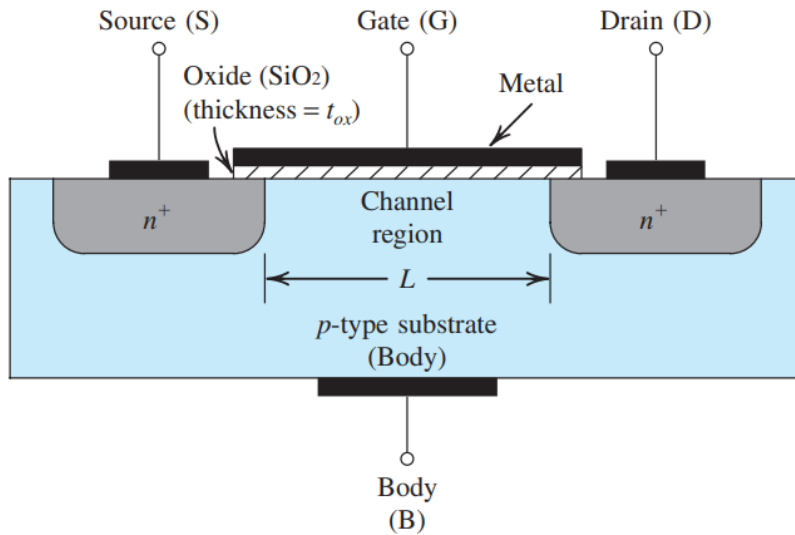 Source (S)
Gate (G)
Drain (D)
Oxide (SiO₂)
(thickness = tₒₓ)
Metal
n⁺
Channel
region
n⁺
L
p-type substrate
(Body)
Body
(B)